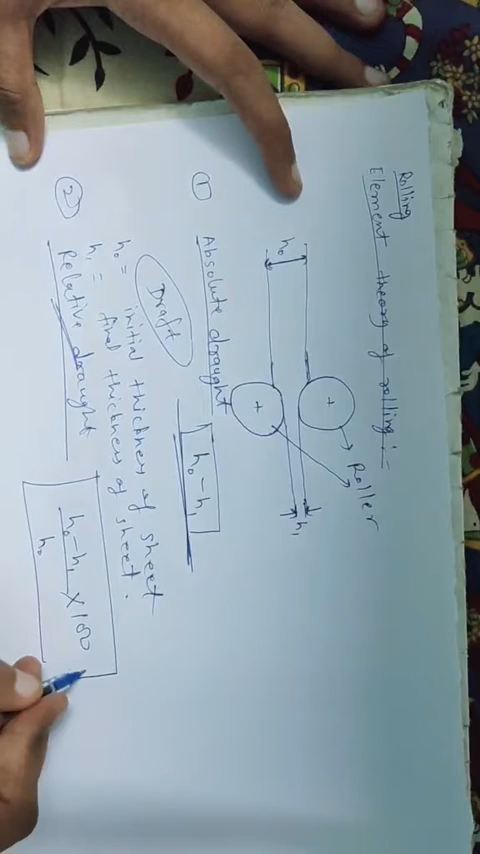 Rolling
Element theory of rolling :-
h₀
Roller
h₁
① Absolute draught
h₀ - h₁
Draft
h₀ = initial thickness of sheet
h₁ = final thickness of sheet.
② Relative draught
h₀ - h₁ × 100
h₀